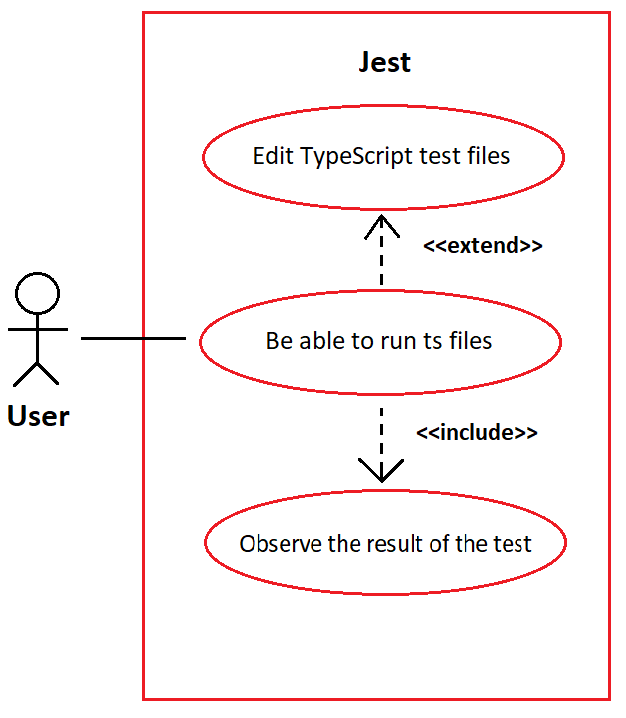 Jest
Edit TypeScript test files
<<extend>>
Be able to run ts files
User
<<include>>
Observe the result of the test